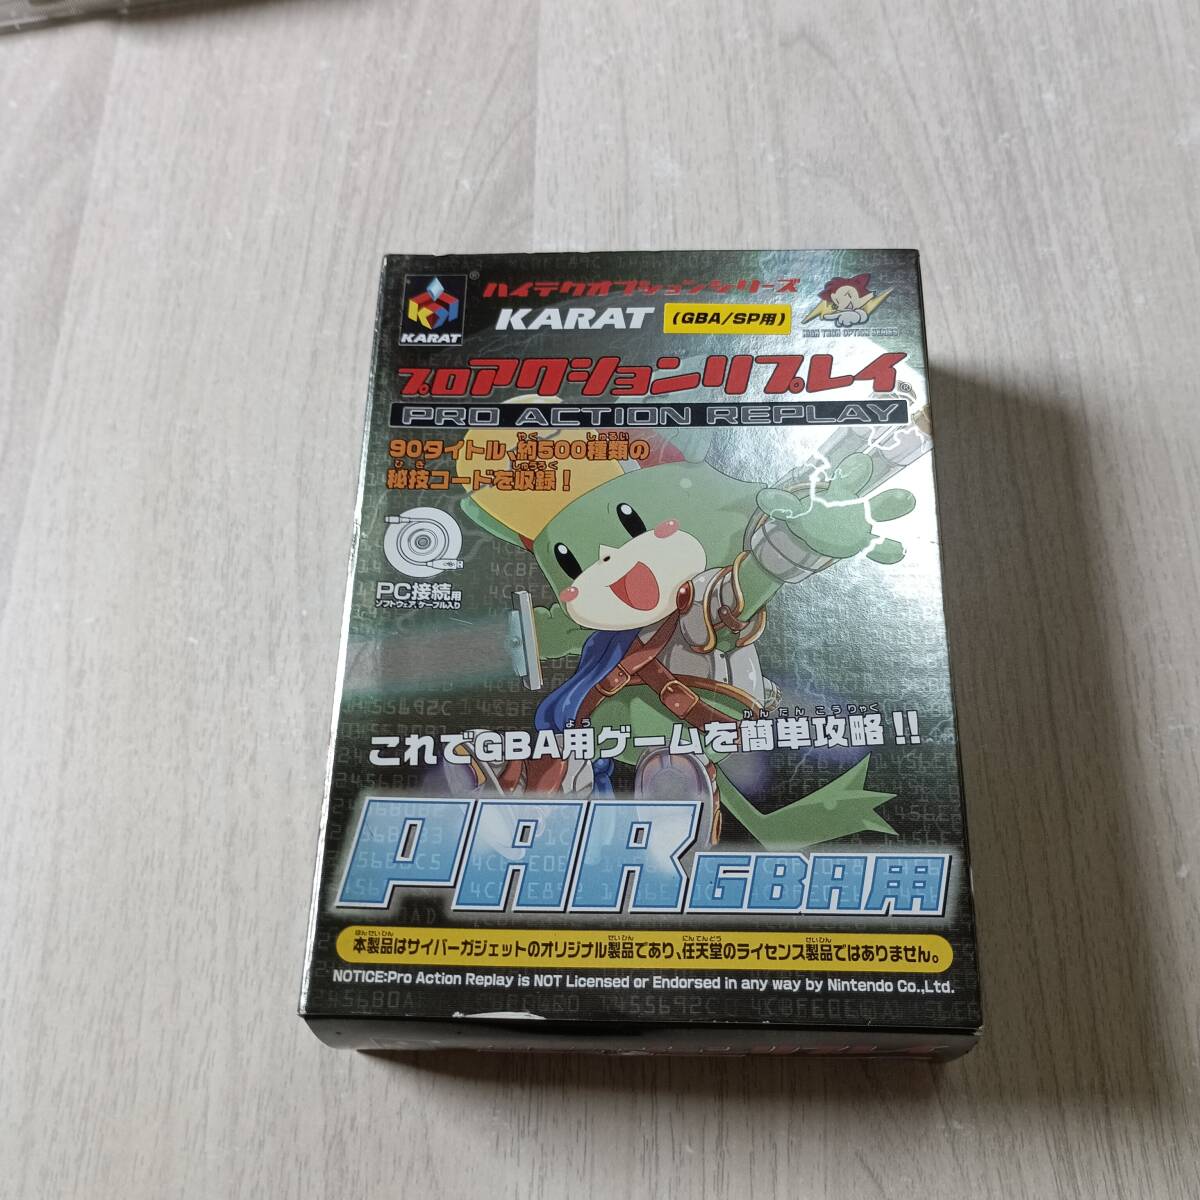 KARAT
ハイテクオプションシリーズ
KARAT (GBA/SP用)
HIGH TECH OPTION SERIES
プロアクションリプレイ®
PRO ACTION REPLAY
90タイトル、約500種類の
秘技コードを収録!
PC接続用
ソフトウェア、ケーブル入り
これでGBA用ゲームを簡単攻略!!
PAR GBA用
本製品はサイバーガジェットのオリジナル製品であり、任天堂のライセンス製品ではありません。
NOTICE:Pro Action Replay is NOT Licensed or Endorsed in any way by Nintendo Co.,Ltd.